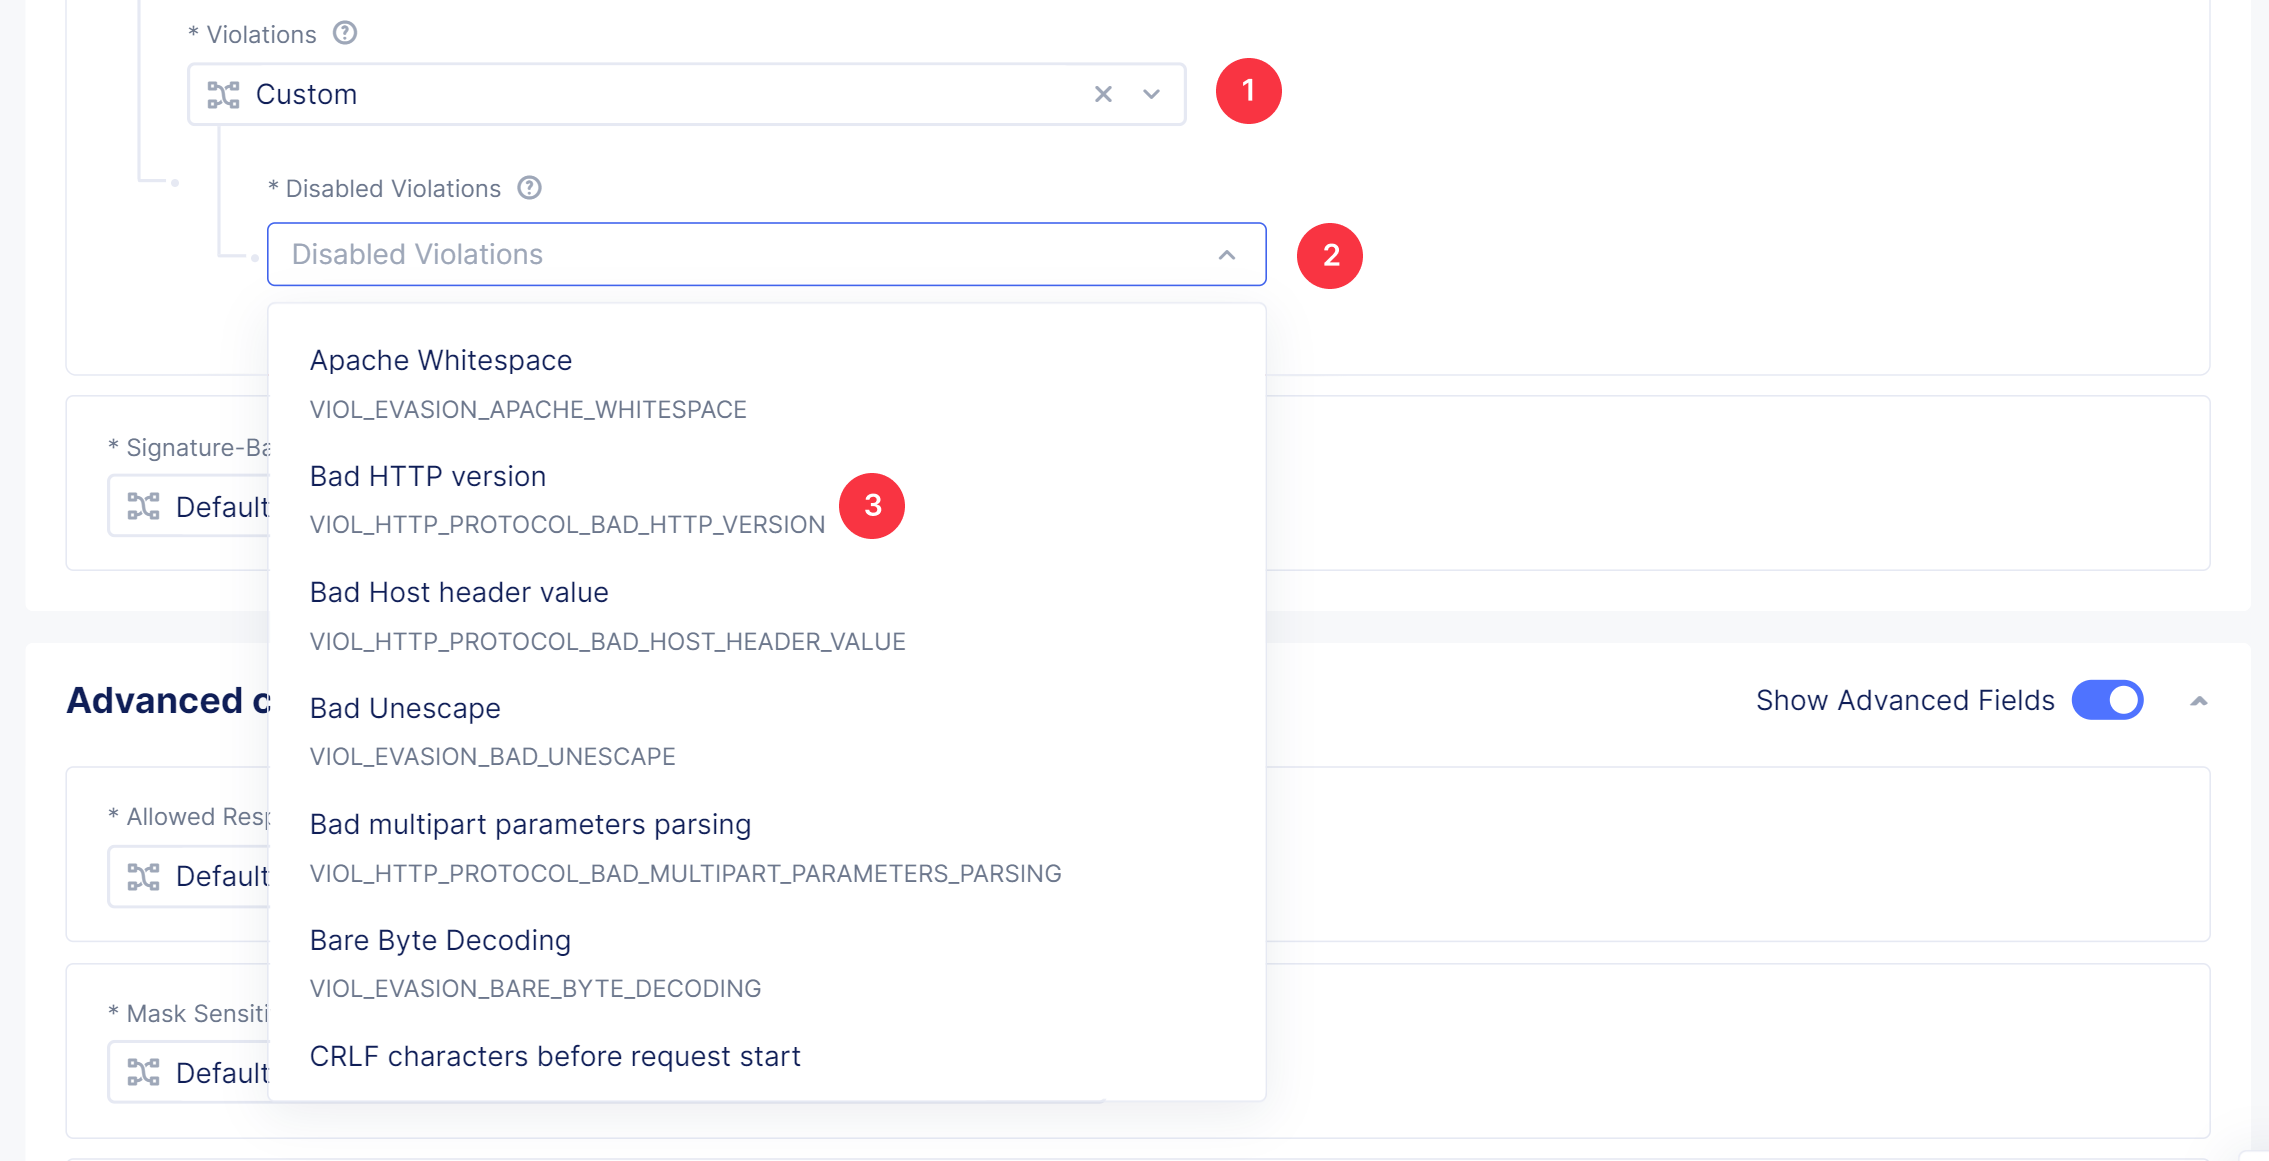 * Violations ?
Custom
1
* Disabled Violations ?
Disabled Violations
2
Apache Whitespace
VIOL_EVASION_APACHE_WHITESPACE
* Signature-Ba
Bad HTTP version
Default
VIOL_HTTP_PROTOCOL_BAD_HTTP_VERSION
3
Bad Host header value
VIOL_HTTP_PROTOCOL_BAD_HOST_HEADER_VALUE
Advanced c
Show Advanced Fields
Bad Unescape
VIOL_EVASION_BAD_UNESCAPE
* Allowed Resp
Bad multipart parameters parsing
Default
VIOL_HTTP_PROTOCOL_BAD_MULTIPART_PARAMETERS_PARSING
Bare Byte Decoding
VIOL_EVASION_BARE_BYTE_DECODING
* Mask Sensiti
CRLF characters before request start
Default